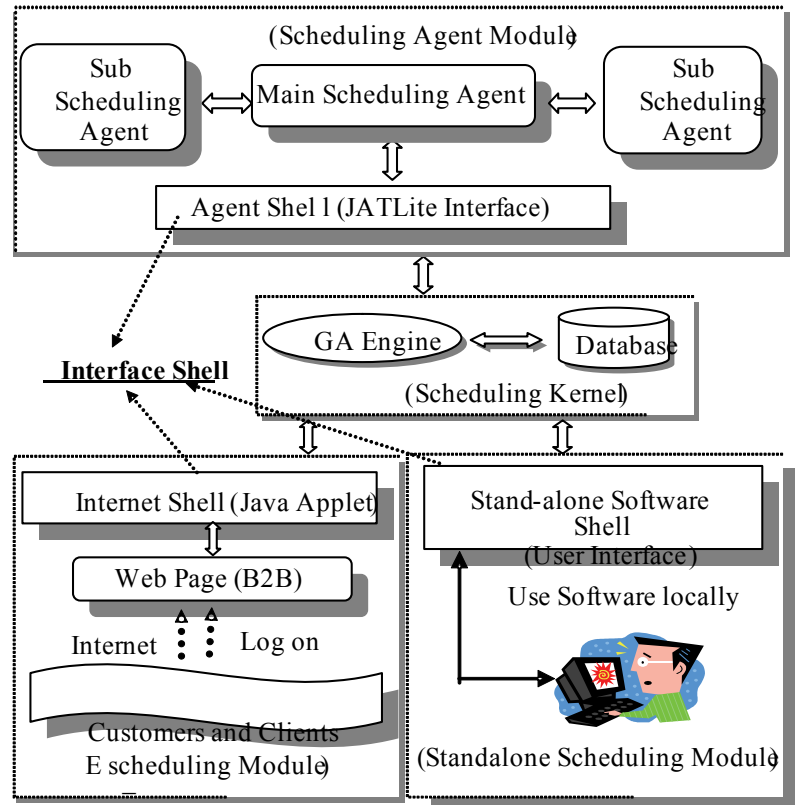 (Scheduling Agent Module)
Sub
Scheduling
Agent
Main Scheduling Agent
Sub
Scheduling
Agent
Agent Shel l (JATLite Interface)
GA Engine
Database
(Scheduling Kernel)
Interface Shell
Internet Shell (Java Applet)
Web Page (B2B)
Internet
Log on
Customers and Clients
E scheduling Module)
Stand-alone Software
Shell
(User Interface)
Use Software locally
(Standalone Scheduling Module)